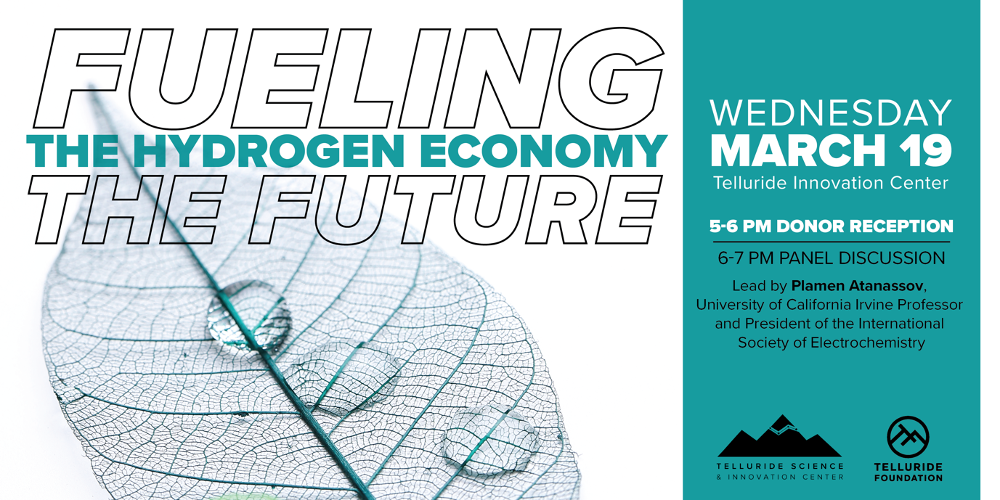 FUELING
THE HYDROGEN ECONOMY
THE FUTURE
WEDNESDAY
MARCH 19
Telluride Innovation Center
5-6 PM DONOR RECEPTION
6-7 PM PANEL DISCUSSION
Lead by Plamen Atanassov,
University of California Irvine Professor
and President of the International
Society of Electrochemistry
TELLURIDE SCIENCE
& INNOVATION CENTER
TELLURIDE
FOUNDATION